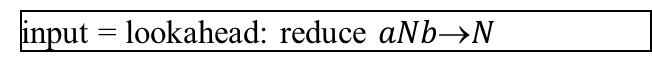 input = lookahead: reduce aNb→N